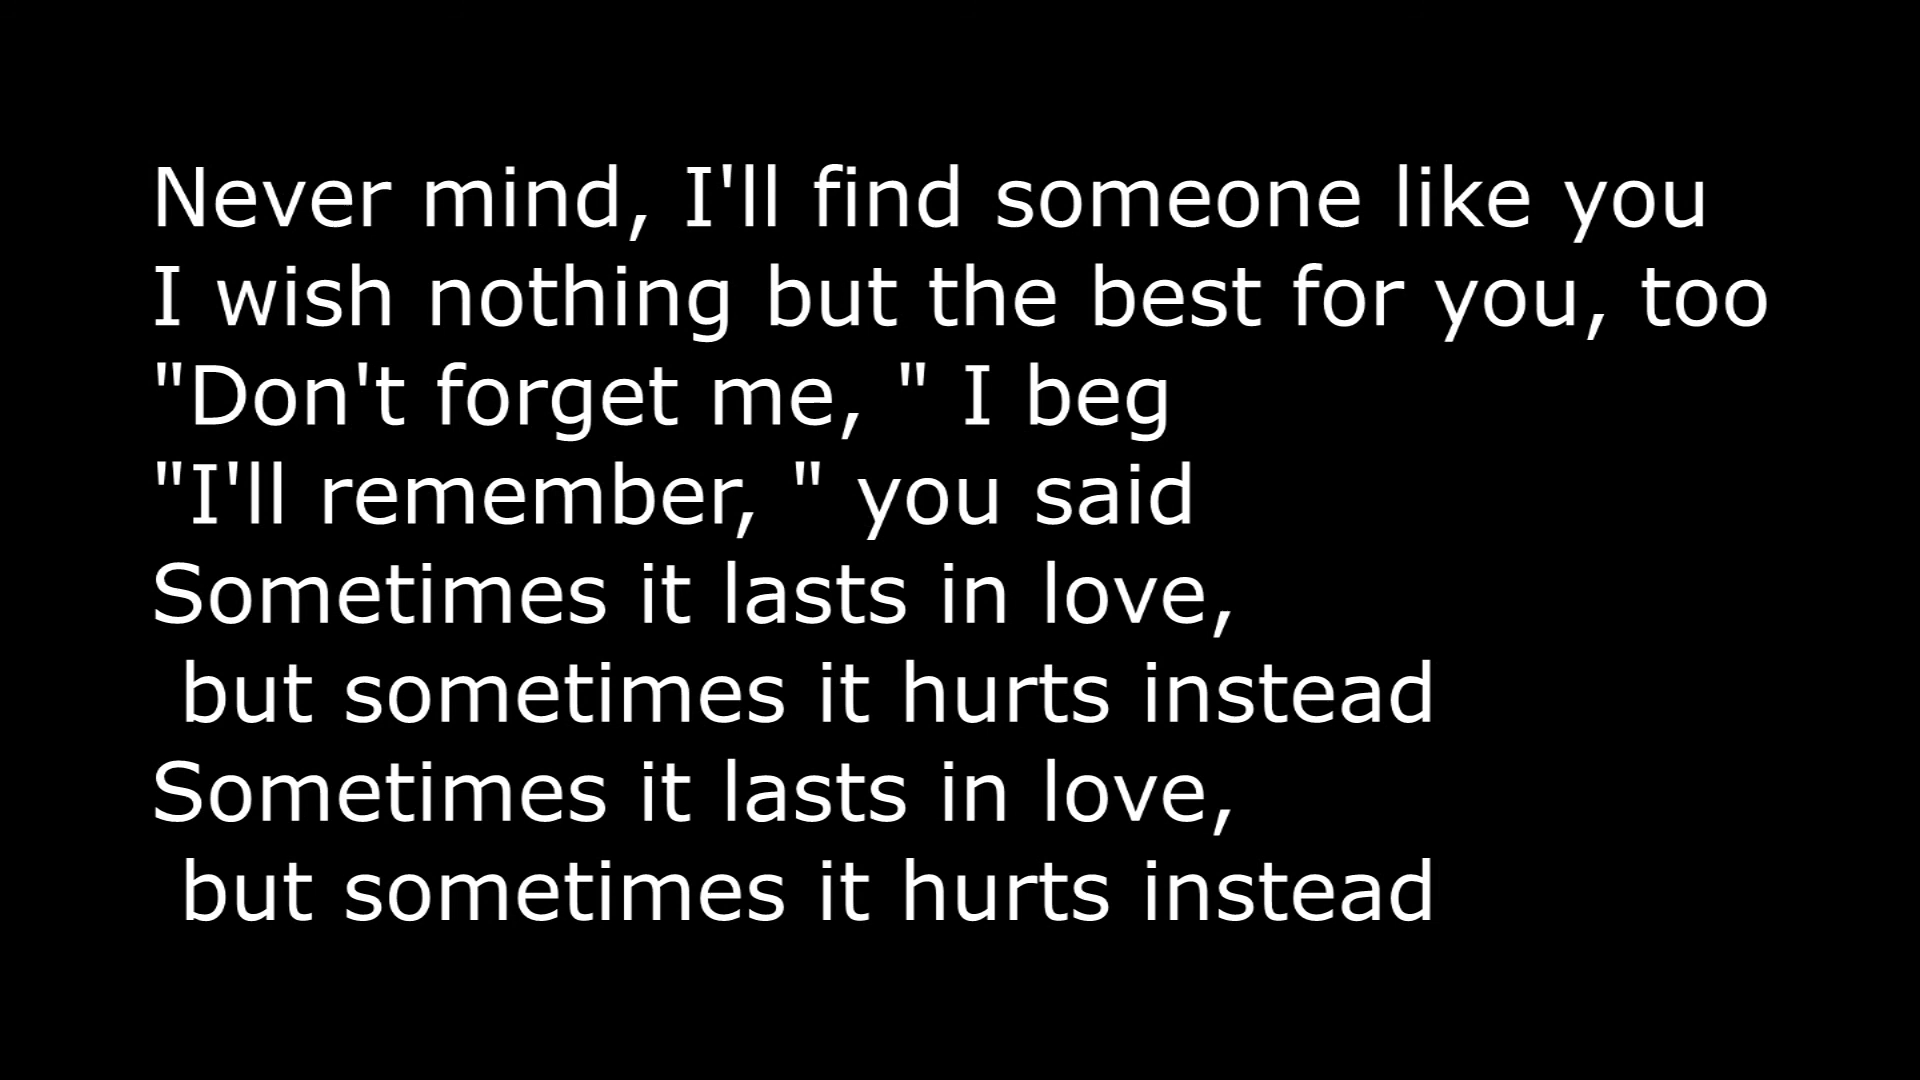 Never mind, I'll find someone like you
I wish nothing but the best for you, too
"Don't forget me, " I beg
"I'll remember, " you said
Sometimes it lasts in love,
 but sometimes it hurts instead
Sometimes it lasts in love,
 but sometimes it hurts instead